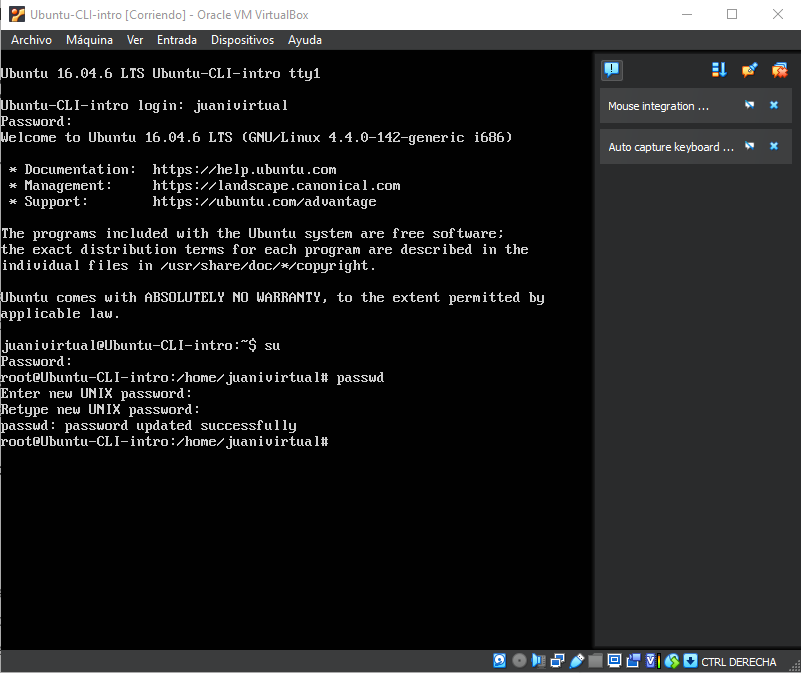 Ubuntu-CLI-intro [Corriendo] - Oracle VM VirtualBox
Archivo Máquina Ver Entrada Dispositivos Ayuda
Ubuntu 16.04.6 LTS Ubuntu-CLI-intro tty1
Ubuntu-CLI-intro login: juanivirtual
Password:
Welcome to Ubuntu 16.04.6 LTS (GNU/Linux 4.4.0-142-generic i686)
* Documentation: https://help.ubuntu.com
* Management: https://landscape.canonical.com
* Support: https://ubuntu.com/advantage
The programs included with the Ubuntu system are free software;
the exact distribution terms for each program are described in the
individual files in /usr/share/doc/*/copyright.
Ubuntu comes with ABSOLUTELY NO WARRANTY, to the extent permitted by
applicable law.
juanivirtual@Ubuntu-CLI-intro:~$ su
Password:
root@Ubuntu-CLI-intro:/home/juanivirtual# passwd
Enter new UNIX password:
Retype new UNIX password:
passwd: password updated successfully
root@Ubuntu-CLI-intro:/home/juanivirtual#
Mouse integration ...
Auto capture keyboard ...
CTRL DERECHA